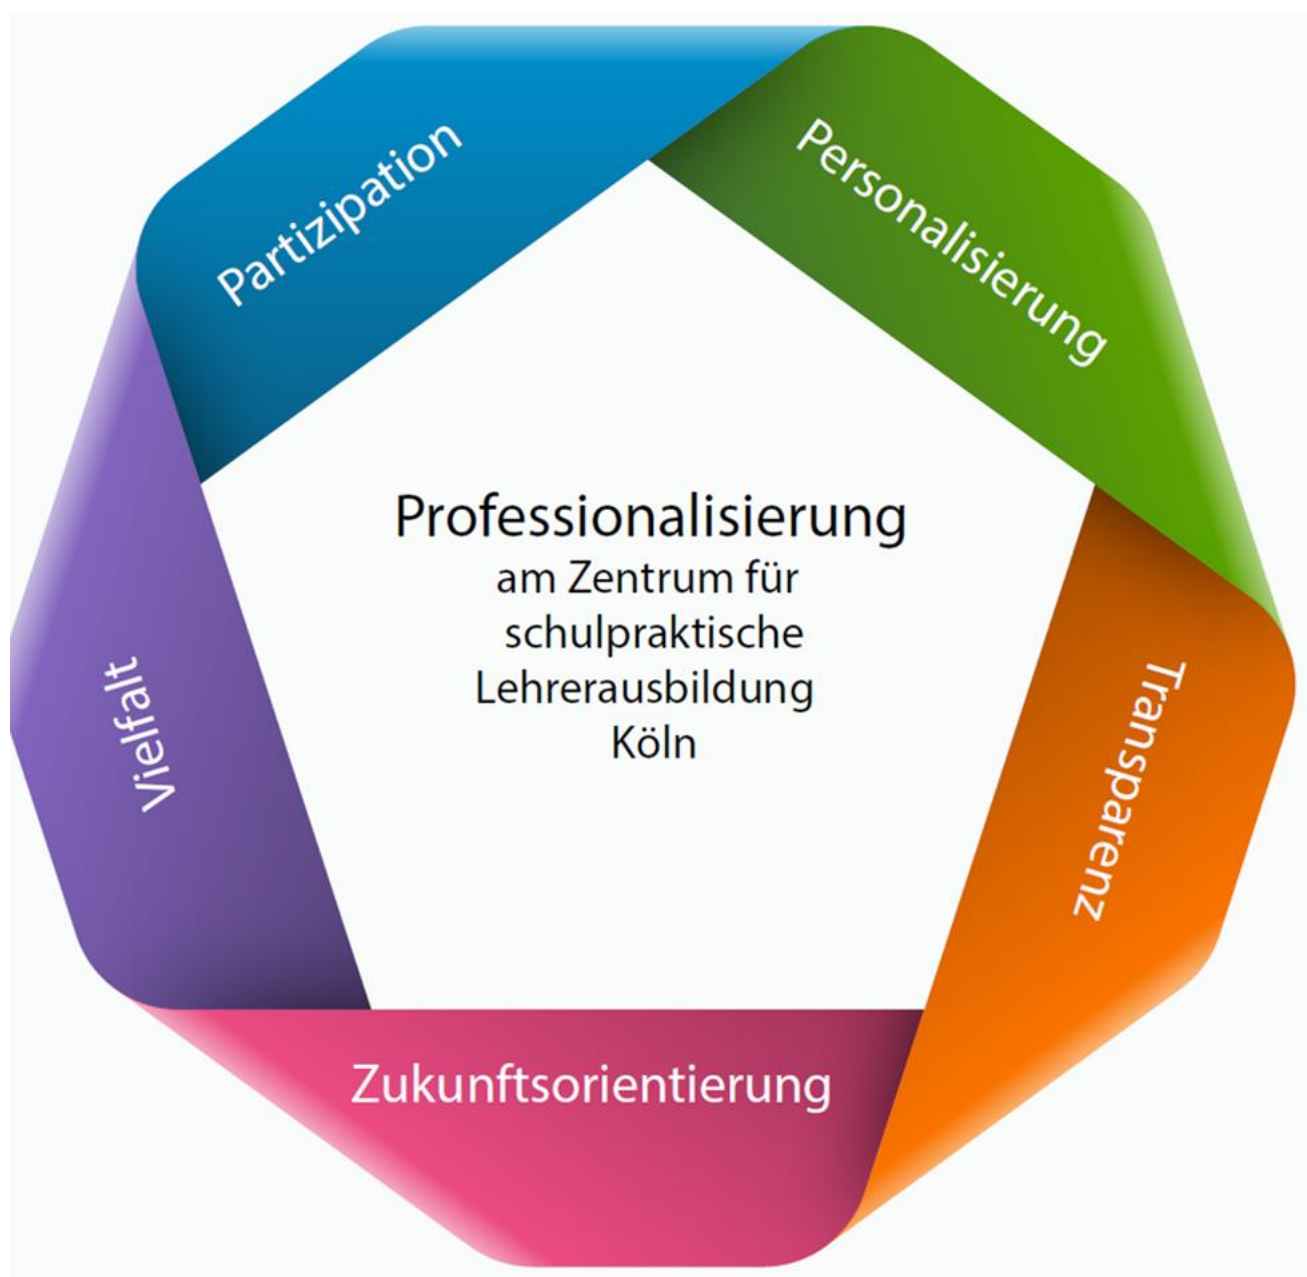 Partizipation
Personalisierung
Professionalisierung
am Zentrum für
schulpraktische
Lehrerausbildung
Köln
Vielfalt
Transparenz
Zukunftsorientierung